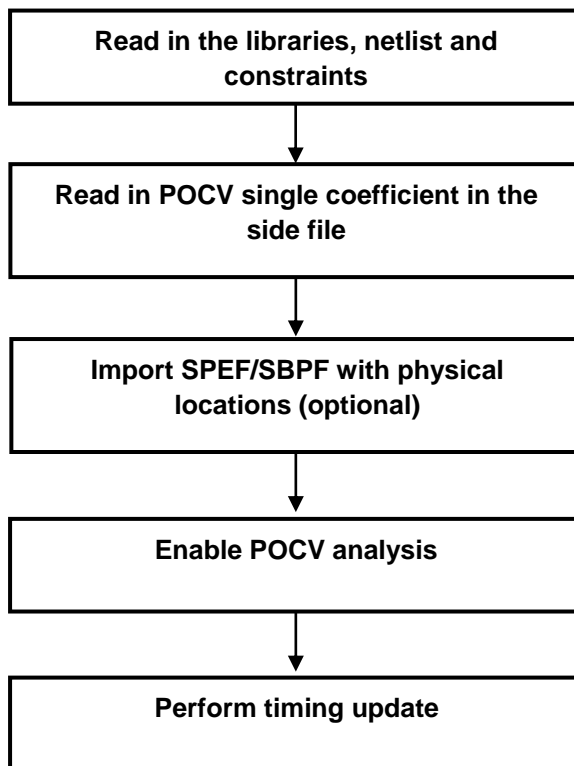 Read in the libraries, netlist and
constraints
Read in POCV single coefficient in the
side file
Import SPEF/SBPF with physical
locations (optional)
Enable POCV analysis
Perform timing update